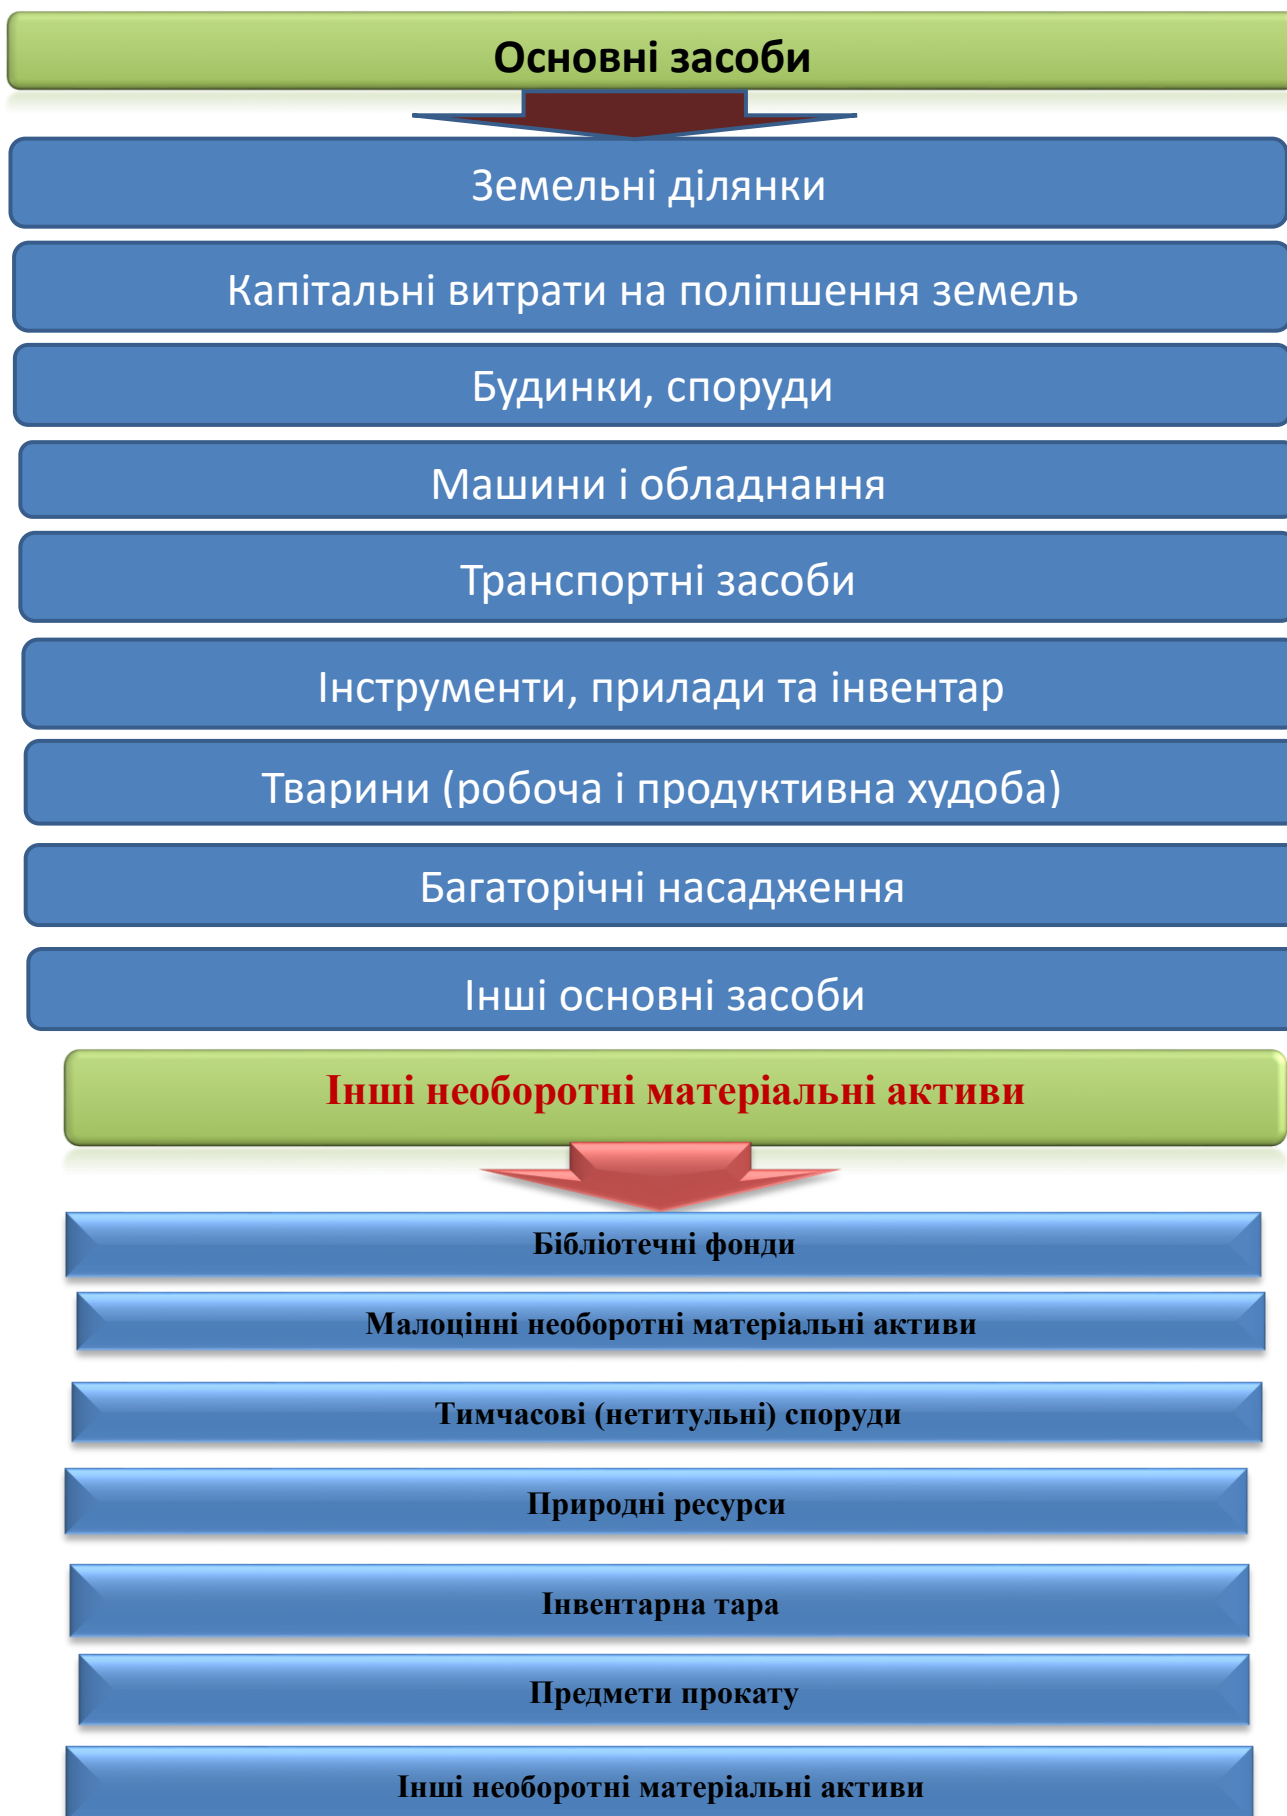 Основні засоби
Земельні ділянки
Капітальні витрати на поліпшення земель
Будинки, споруди
Машини і обладнання
Транспортні засоби
Інструменти, прилади та інвентар
Тварини (робоча і продуктивна худоба)
Багаторічні насадження
Інші основні засоби
Інші необоротні матеріальні активи
Бібліотечні фонди
Малоцінні необоротні матеріальні активи
Тимчасові (нетитульні) споруди
Природні ресурси
Інвентарна тара
Предмети прокату
Інші необоротні матеріальні активи